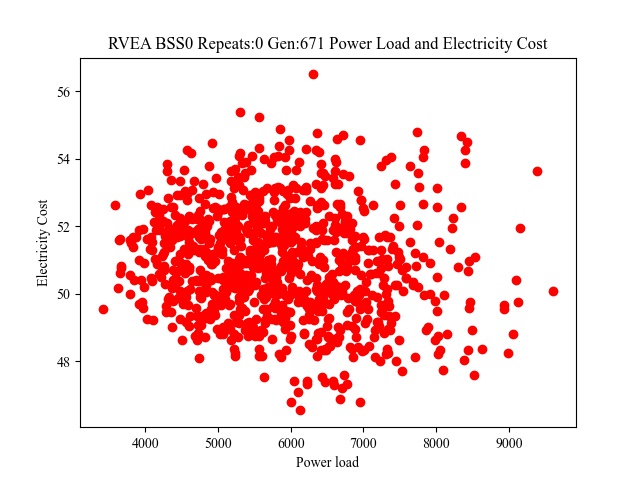 RVEA BSS0 Repeats:0 Gen:671 Power Load and Electricity Cost
56
54
52
50
48
Electricity Cost
4000 5000 6000 7000 8000 9000
Power load